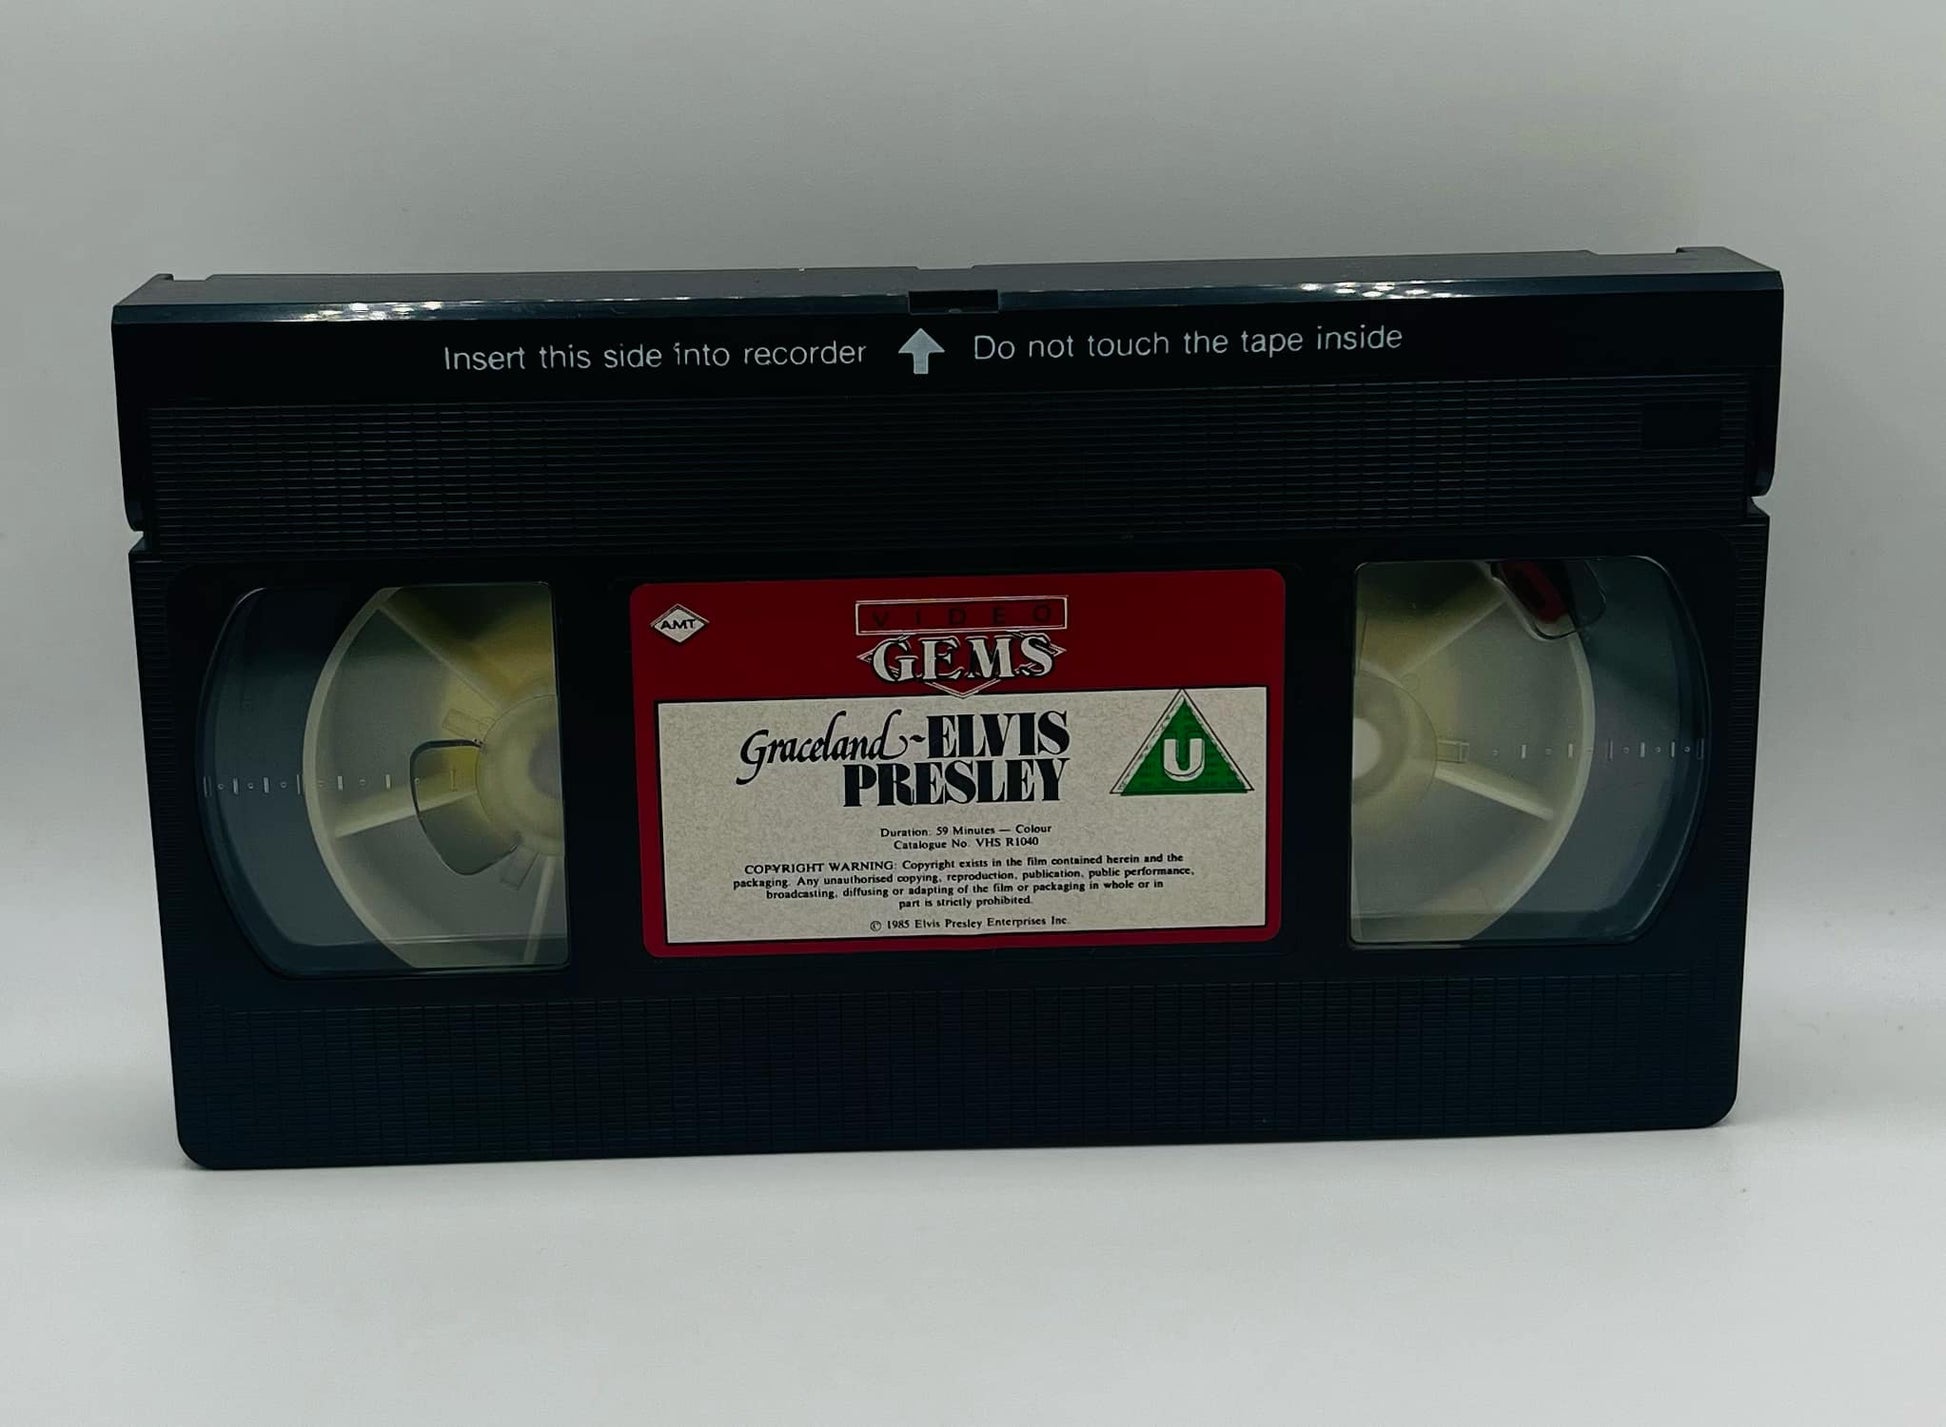 Insert this side into recorder Do not touch the tape inside
AMT
VIDEO
GEMS
Graceland~ELVIS
PRESLEY
U
Duration: 59 Minutes — Colour
Catalogue No. VHS R1040
COPYRIGHT WARNING: Copyright exists in the film contained herein and the
packaging. Any unauthorised copying, reproduction, publication, public performance,
broadcasting, diffusing or adapting of the film or packaging in whole or in
part is strictly prohibited.
© 1985 Elvis Presley Enterprises Inc.